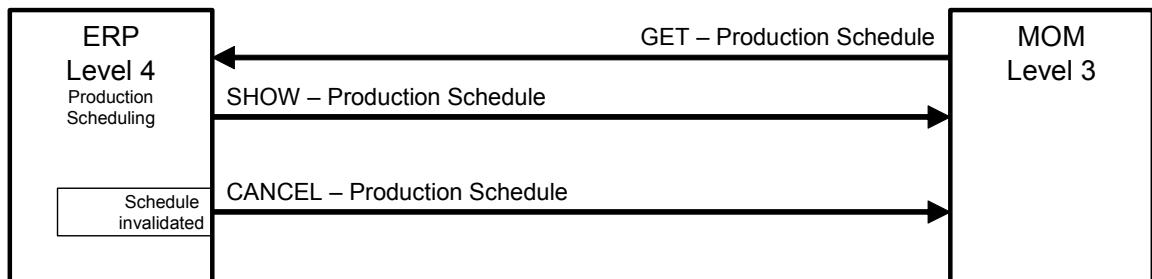 ERP
Level 4
Production
Scheduling
GET – Production Schedule
SHOW – Production Schedule
CANCEL – Production Schedule
Schedule
invalidated
MOM
Level 3